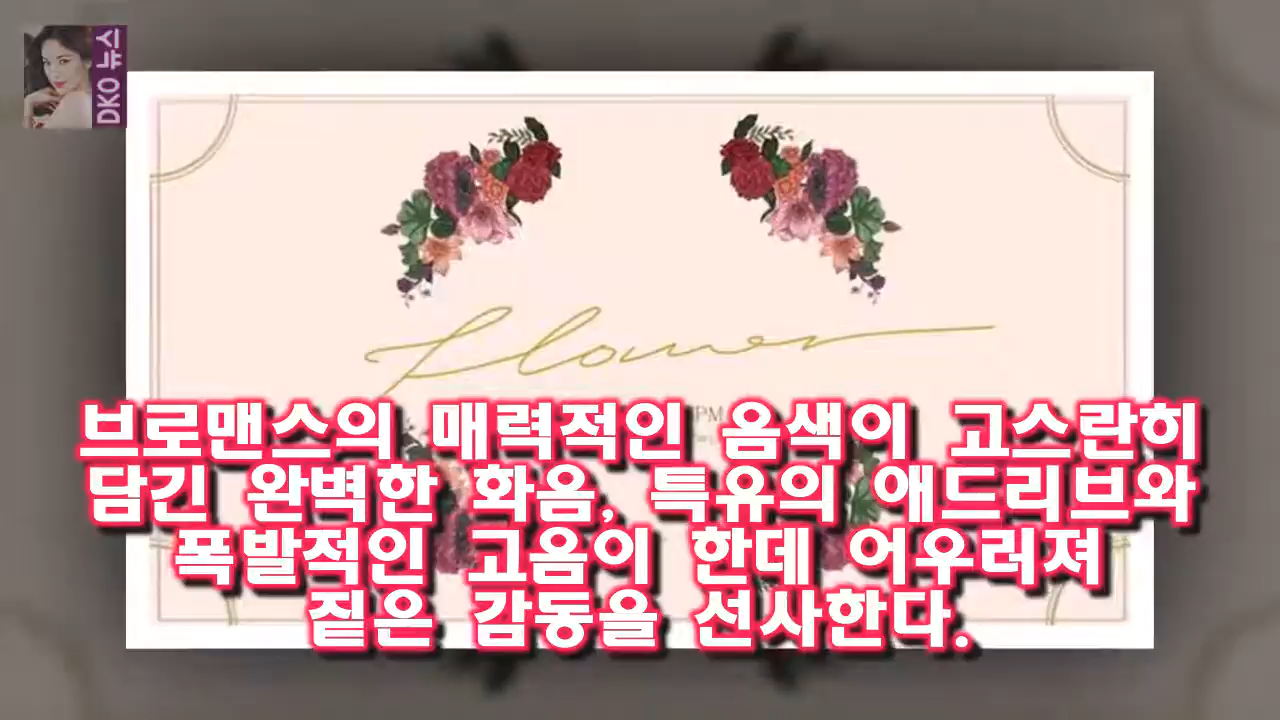 DKO 뉴스
flower
PM
브로맨스의 매력적인 음색이 고스란히
담긴 완벽한 화음, 특유의 애드리브와
폭발적인 고음이 한데 어우러져
짙은 감동을 선사한다.